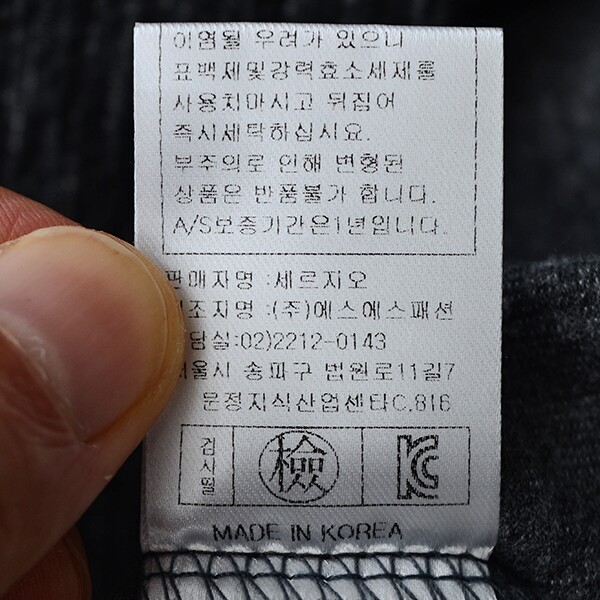 이염될 우려가 있으니
표백제및강력효소세제를
사용치마시고 뒤집어
즉시세탁하십시요.
부주의로 인해 변형된
상품은 반품불가 합니다.
A/S보증기간은1년입니다.
판매자명 :세르지오
조자명 :(주)에스에스패션
담실:02)2212-0143
울시 송파구 법원로11길7
문정지식산업센타C.816
검사필
檢
KC
MADE IN KOREA